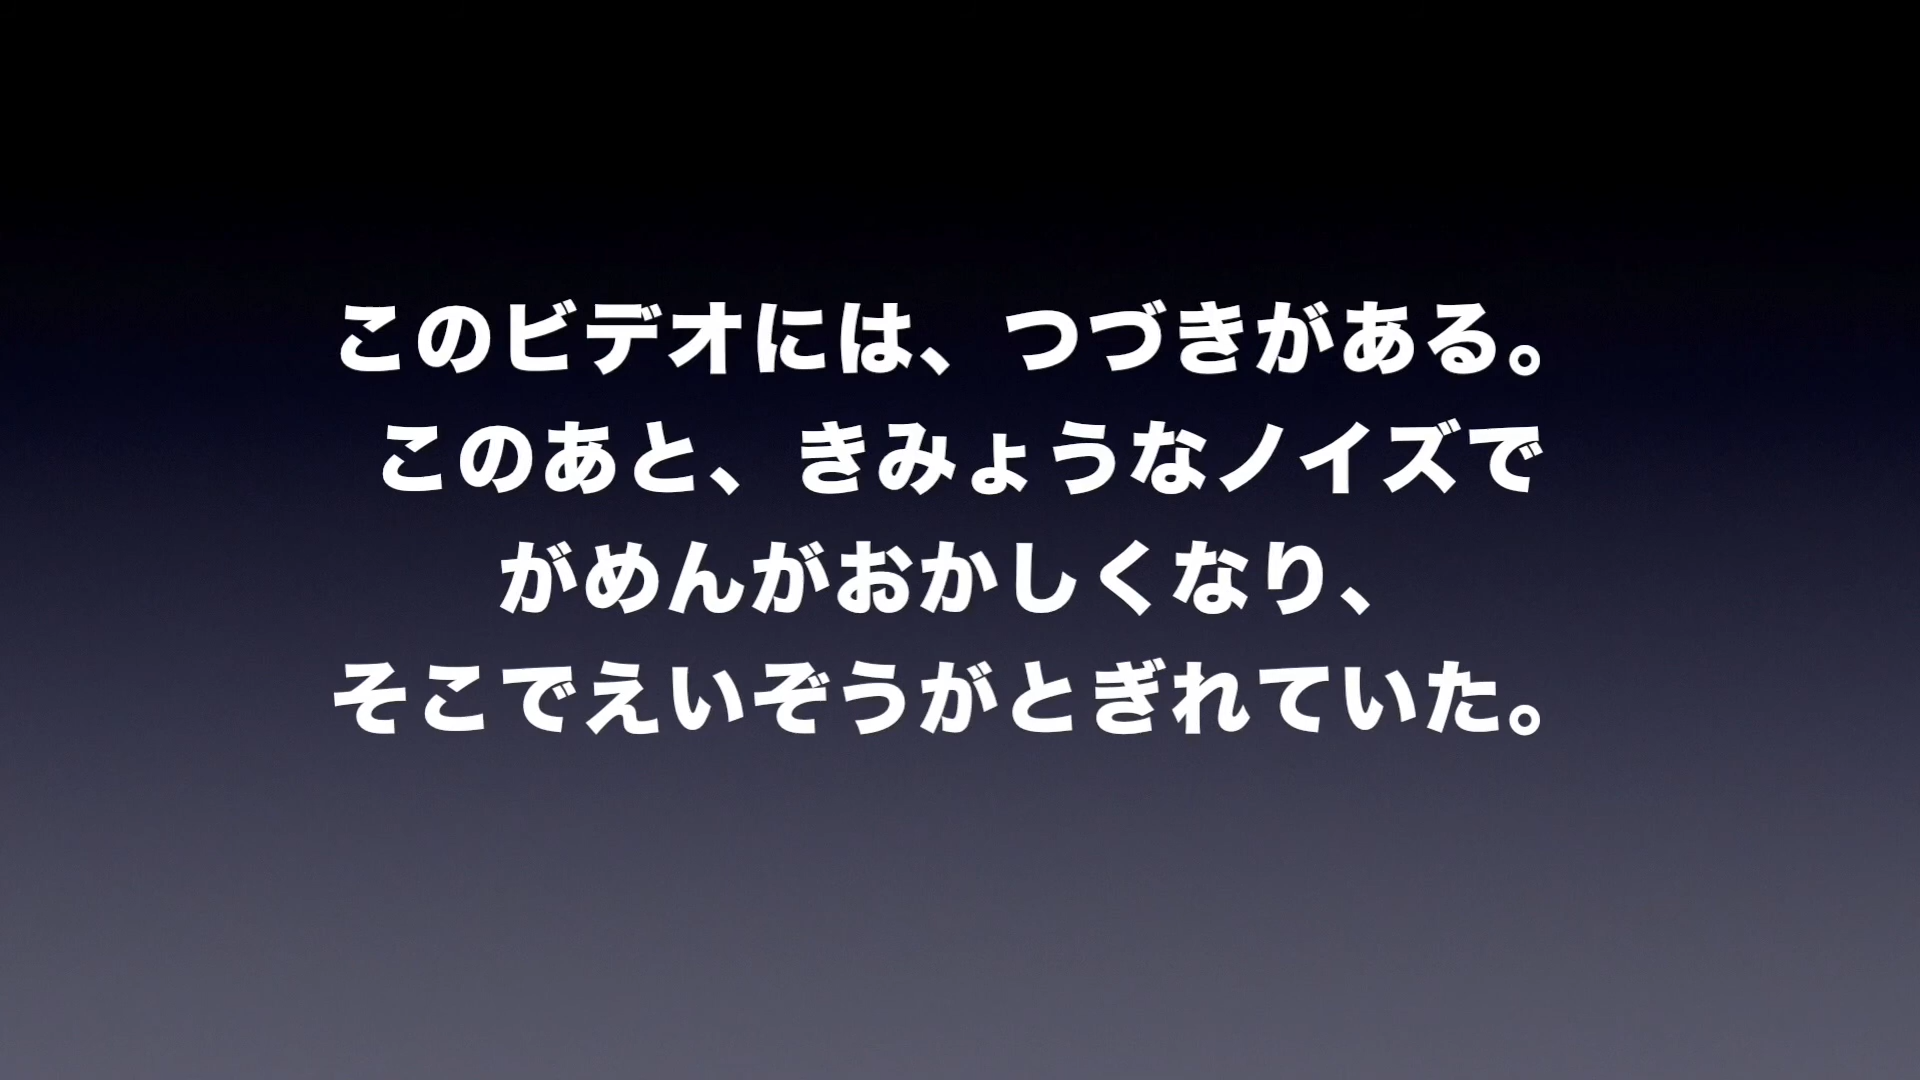 このビデオには、つづきがある。
このあと、きみょうなノイズで
がめんがおかしくなり、
そこでえいぞうがとぎれていた。